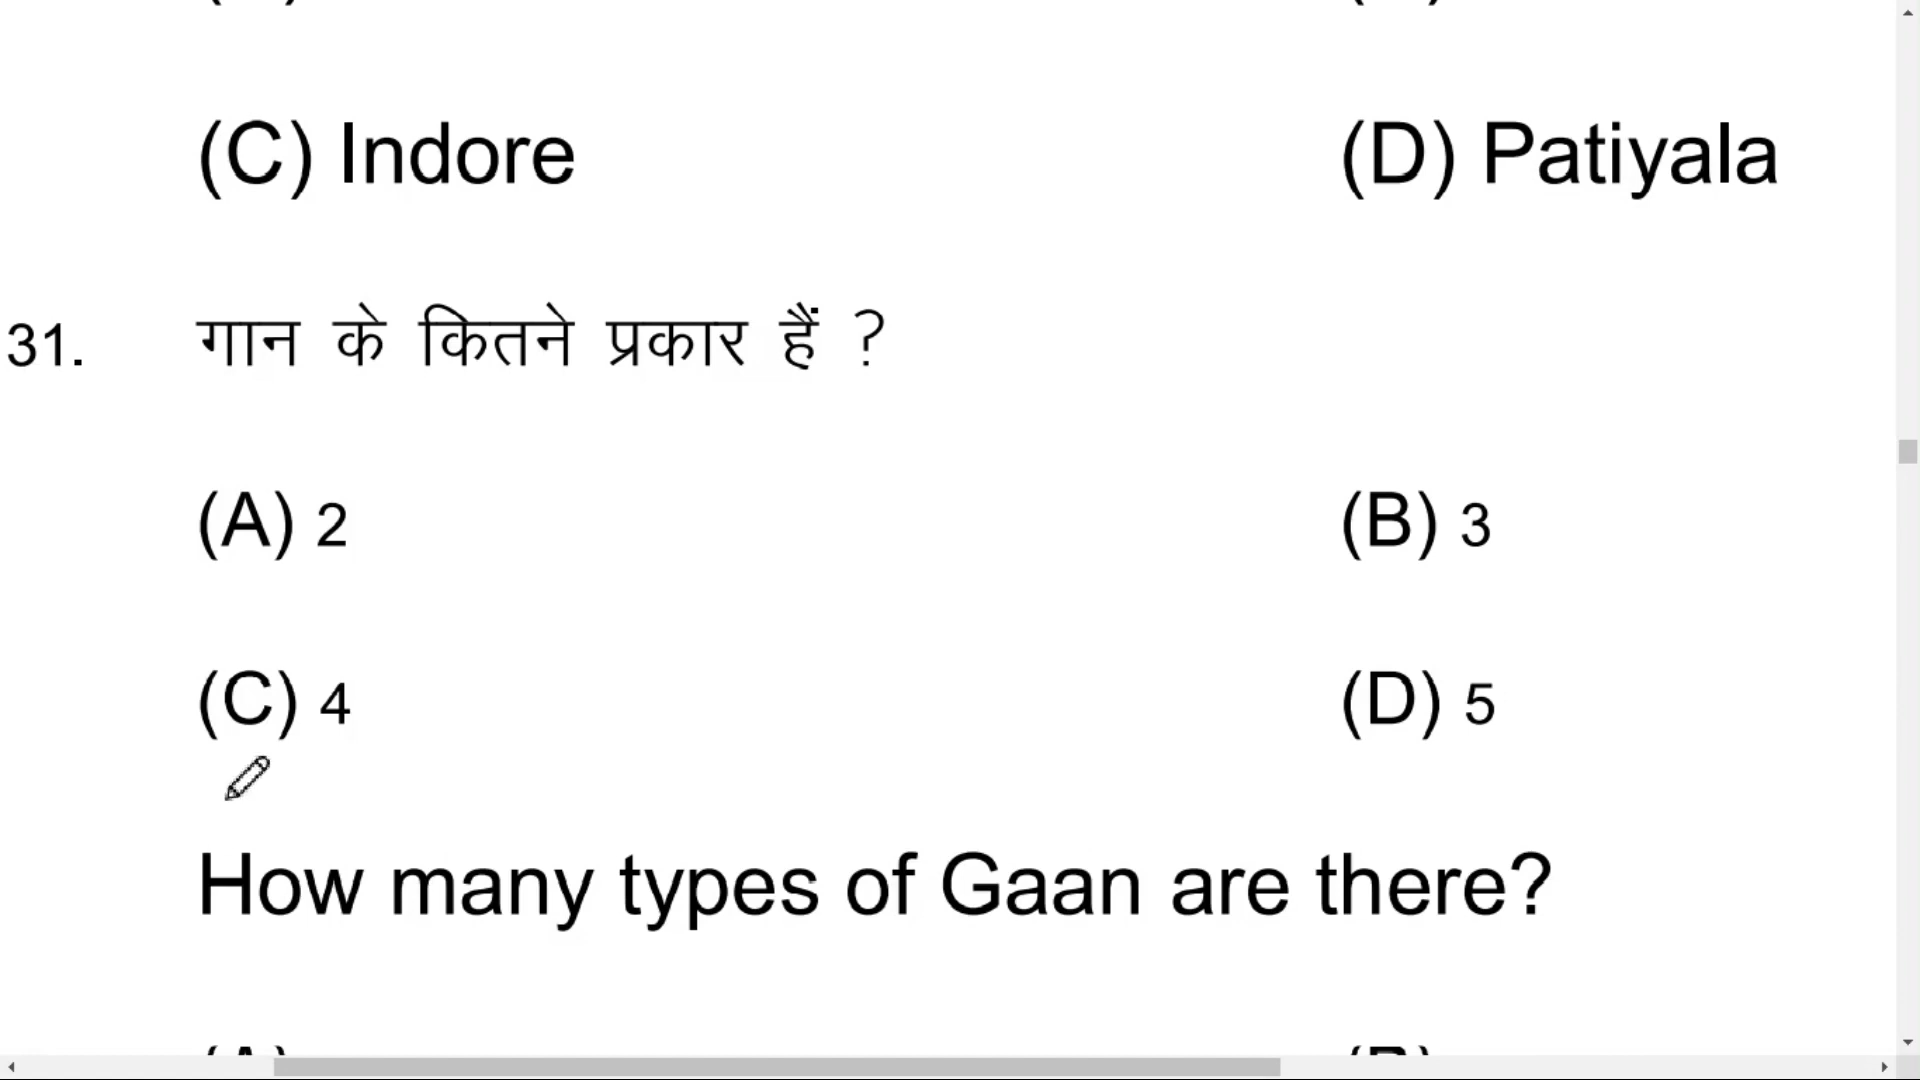 (C) Indore (D) Patiyala
31. गान के कितने प्रकार हैं ?
(A) 2 (B) 3
(C) 4 (D) 5
How many types of Gaan are there?